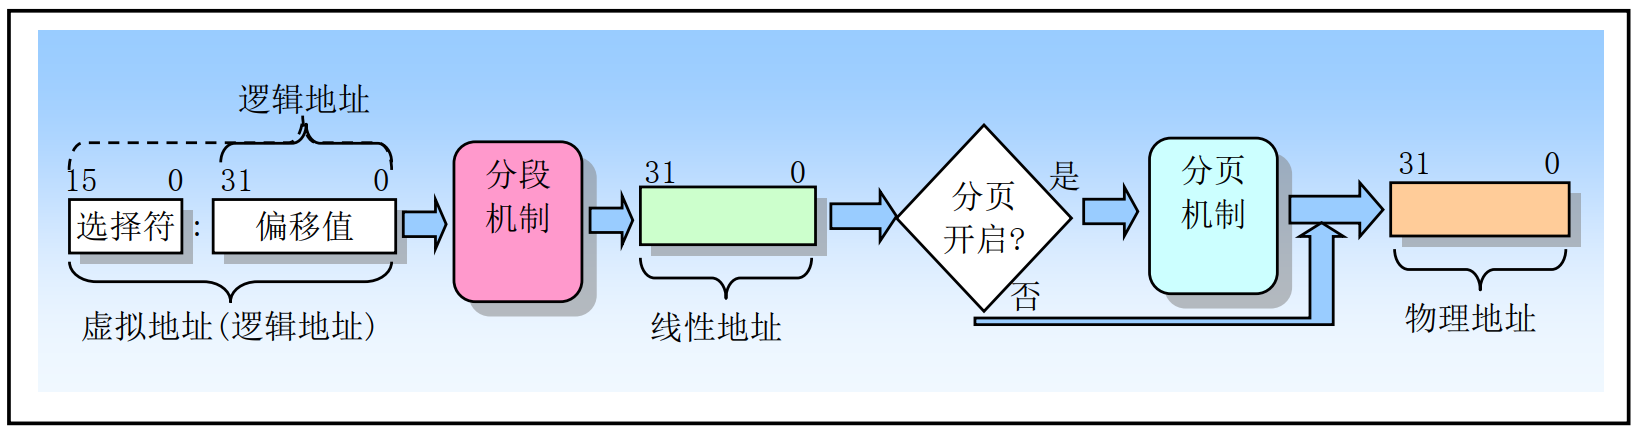 逻辑地址
15 0 31 0
选择符 : 偏移值
虚拟地址(逻辑地址)
分段
机制
31 0
线性地址
分页
开启?
是
否
分页
机制
31 0
物理地址